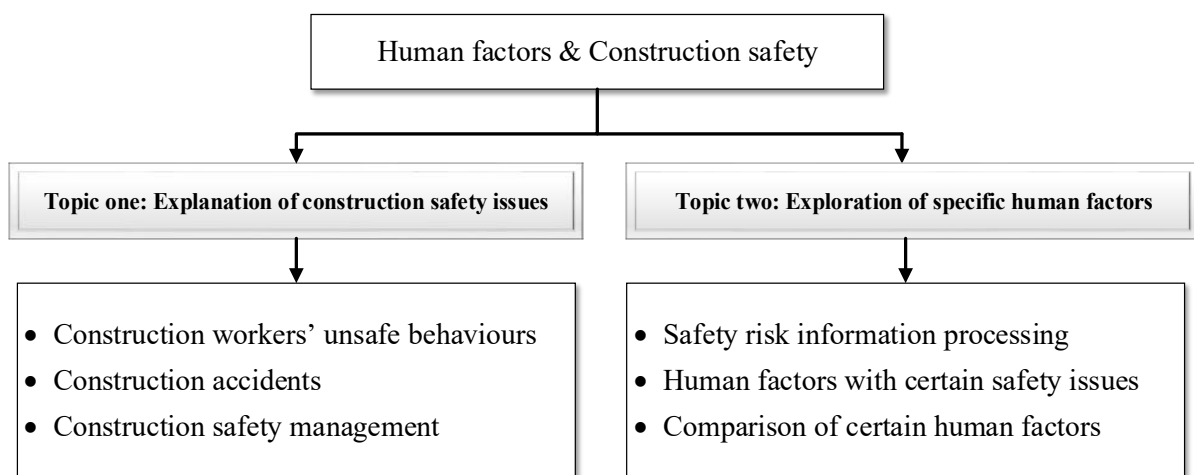 Human factors & Construction safety
Topic one: Explanation of construction safety issues
Topic two: Exploration of specific human factors
• Construction workers’ unsafe behaviours
• Construction accidents
• Construction safety management
• Safety risk information processing
• Human factors with certain safety issues
• Comparison of certain human factors